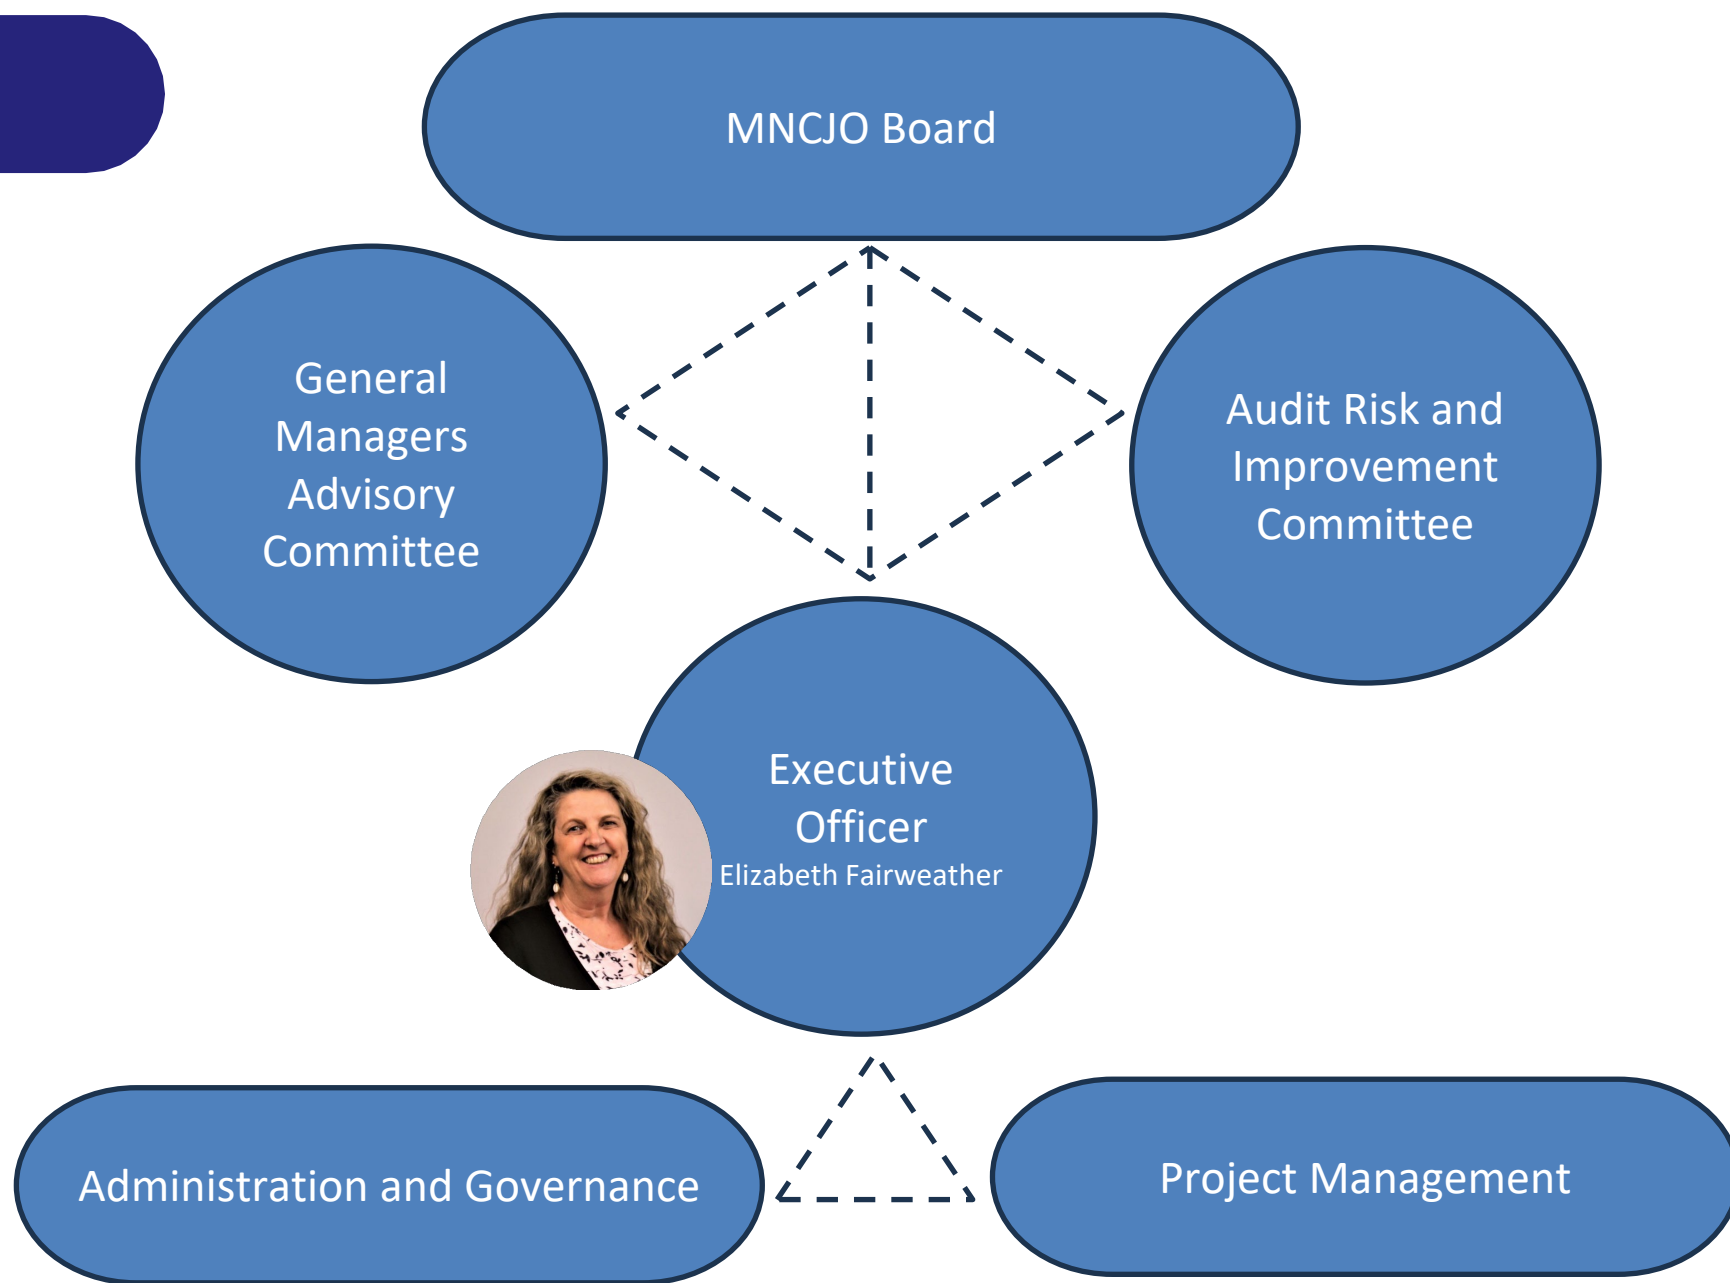 MNCJO Board
General
Managers
Advisory
Committee
Audit Risk and
Improvement
Committee
Executive
Officer
Elizabeth Fairweather
Administration and Governance
Project Management